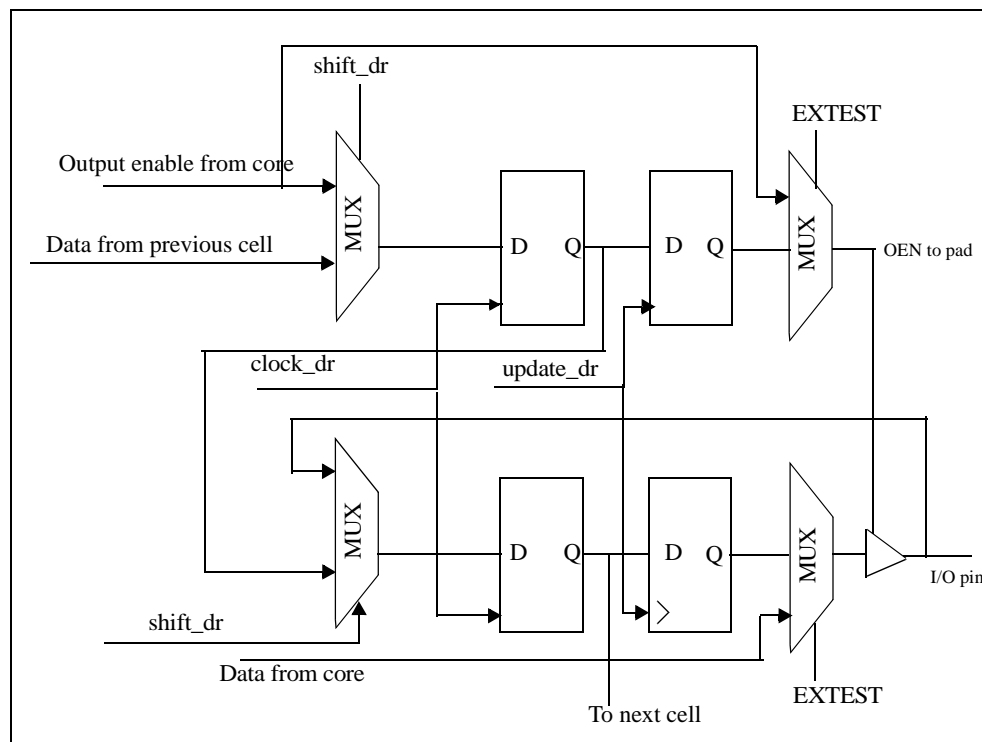 shift_dr
EXTEST
Output enable from core
MUX
MUX
Data from previous cell
D
Q
D
Q
OEN to pad
clock_dr
update_dr
MUX
MUX
D
Q
D
Q
I/O pin
shift_dr
Data from core
EXTEST
To next cell